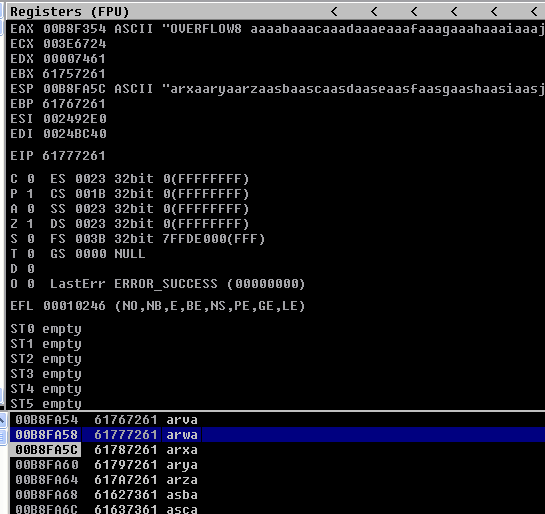 Registers (FPU) < < < < < <
EAX 00B8F354 ASCII "OVERFLOW8 aaaabaaacaaadaaaeaaafaaagaaahaaaiaaaj
ECX 003E6724
EDX 00007461
EBX 61757261
ESP 00B8FA5C ASCII "arxaaryaarzaasbaascaasdaaseaasfaasgaashaasiaasj
EBP 61767261
ESI 002492E0
EDI 0024BC40
EIP 61777261
C 0 ES 0023 32bit 0(FFFFFFFF)
P 1 CS 001B 32bit 0(FFFFFFFF)
A 0 SS 0023 32bit 0(FFFFFFFF)
Z 1 DS 0023 32bit 0(FFFFFFFF)
S 0 FS 003B 32bit 7FFDE000(FFF)
T 0 GS 0000 NULL
D 0
O 0 LastErr ERROR_SUCCESS (00000000)
EFL 00010246 (NO,NB,E,BE,NS,PE,GE,LE)
ST0 empty
ST1 empty
ST2 empty
ST3 empty
ST4 empty
ST5 empty
00B8FA54 61767261 arva
00B8FA58 61777261 arwa
00B8FA5C 61787261 arxa
00B8FA60 61797261 arya
00B8FA64 617A7261 arza
00B8FA68 61627361 asba
00B8FA6C 61637361 asca